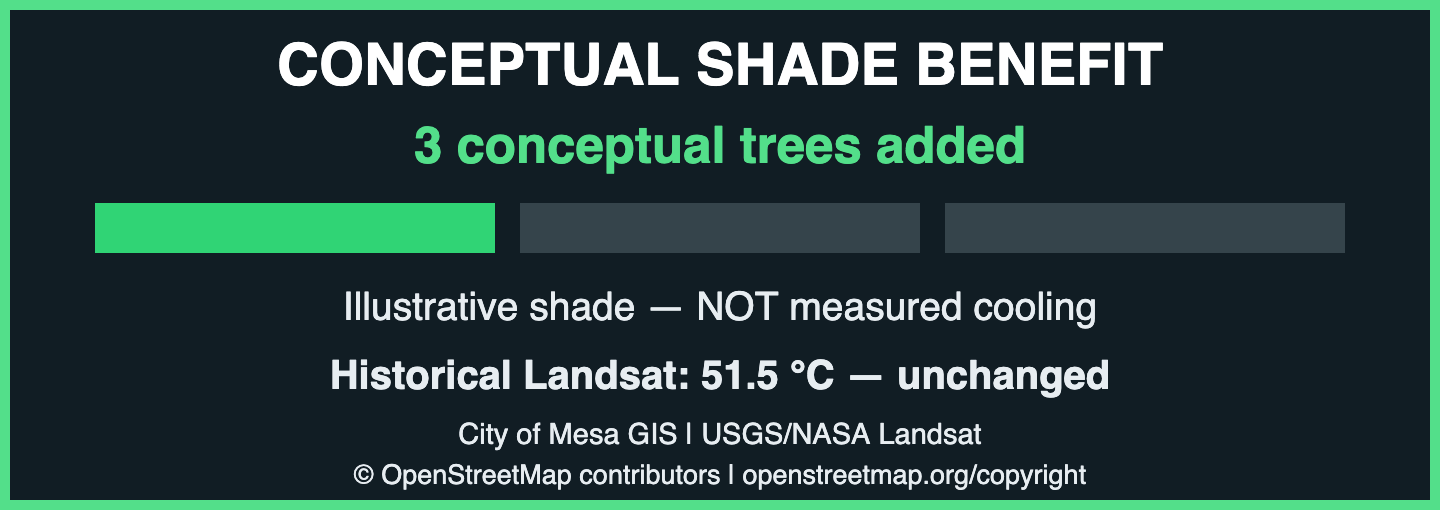 CONCEPTUAL SHADE BENEFIT
3 conceptual trees added
Illustrative shade — NOT measured cooling
Historical Landsat: 51.5 °C — unchanged
City of Mesa GIS | USGS/NASA Landsat
© OpenStreetMap contributors | openstreetmap.org/copyright